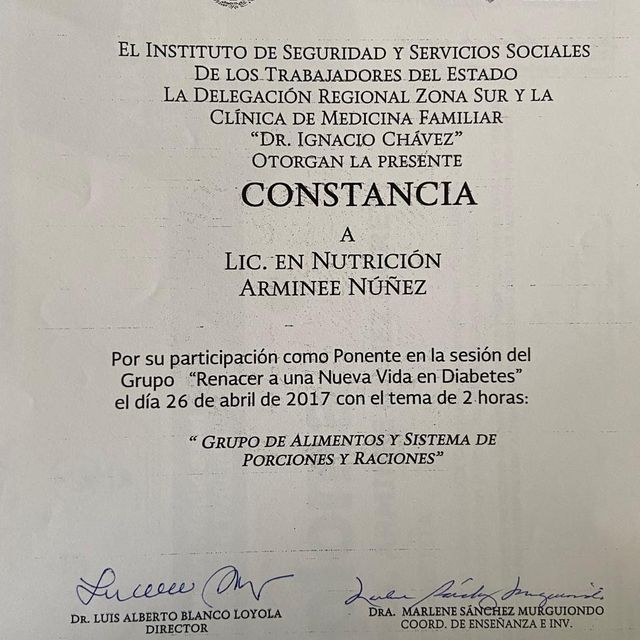 EL INSTITUTO DE SEGURIDAD Y SERVICIOS SOCIALES
DE LOS TRABAJADORES DEL ESTADO
LA DELEGACIÓN REGIONAL ZONA SUR Y LA
CLÍNICA DE MEDICINA FAMILIAR
“DR. IGNACIO CHÁVEZ”
OTORGAN LA PRESENTE
CONSTANCIA
A
LIC. EN NUTRICIÓN
ARMINEE NÚÑEZ
Por su participación como Ponente en la sesión del
Grupo “Renacer a una Nueva Vida en Diabetes”
el día 26 de abril de 2017 con el tema de 2 horas:
“ GRUPO DE ALIMENTOS Y SISTEMA DE
PORCIONES Y RACIONES”
DR. LUIS ALBERTO BLANCO LOYOLA
DIRECTOR
DRA. MARLENE SÁNCHEZ MURGUIONDO
COORD. DE ENSEÑANZA E INV.